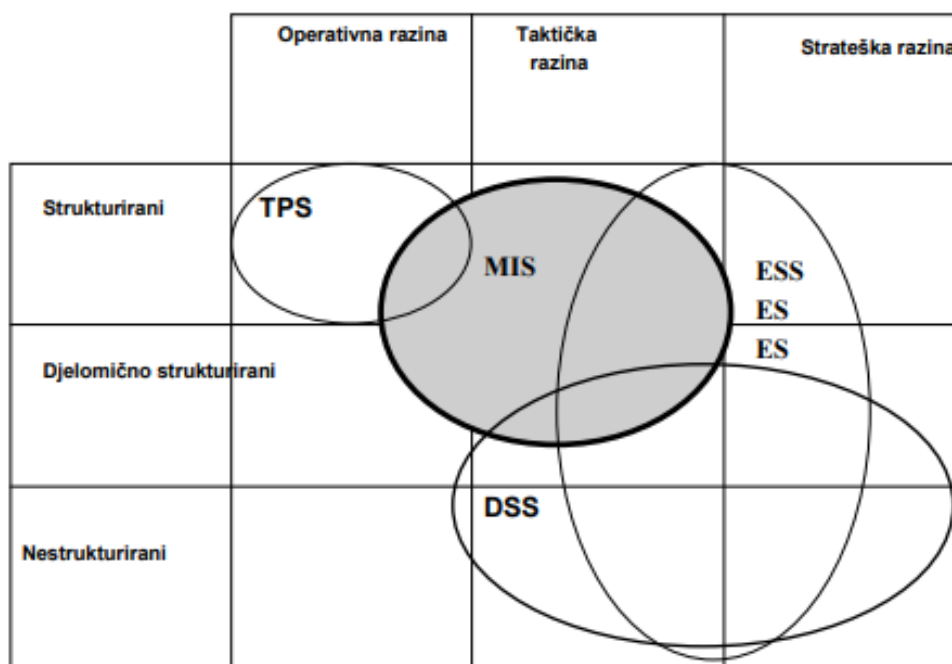 Operativna razina
Taktička
razina
Strateška razina
Strukturirani
TPS
MIS
ESS
ES
ES
Djelomično strukturirani
DSS
Nestrukturirani